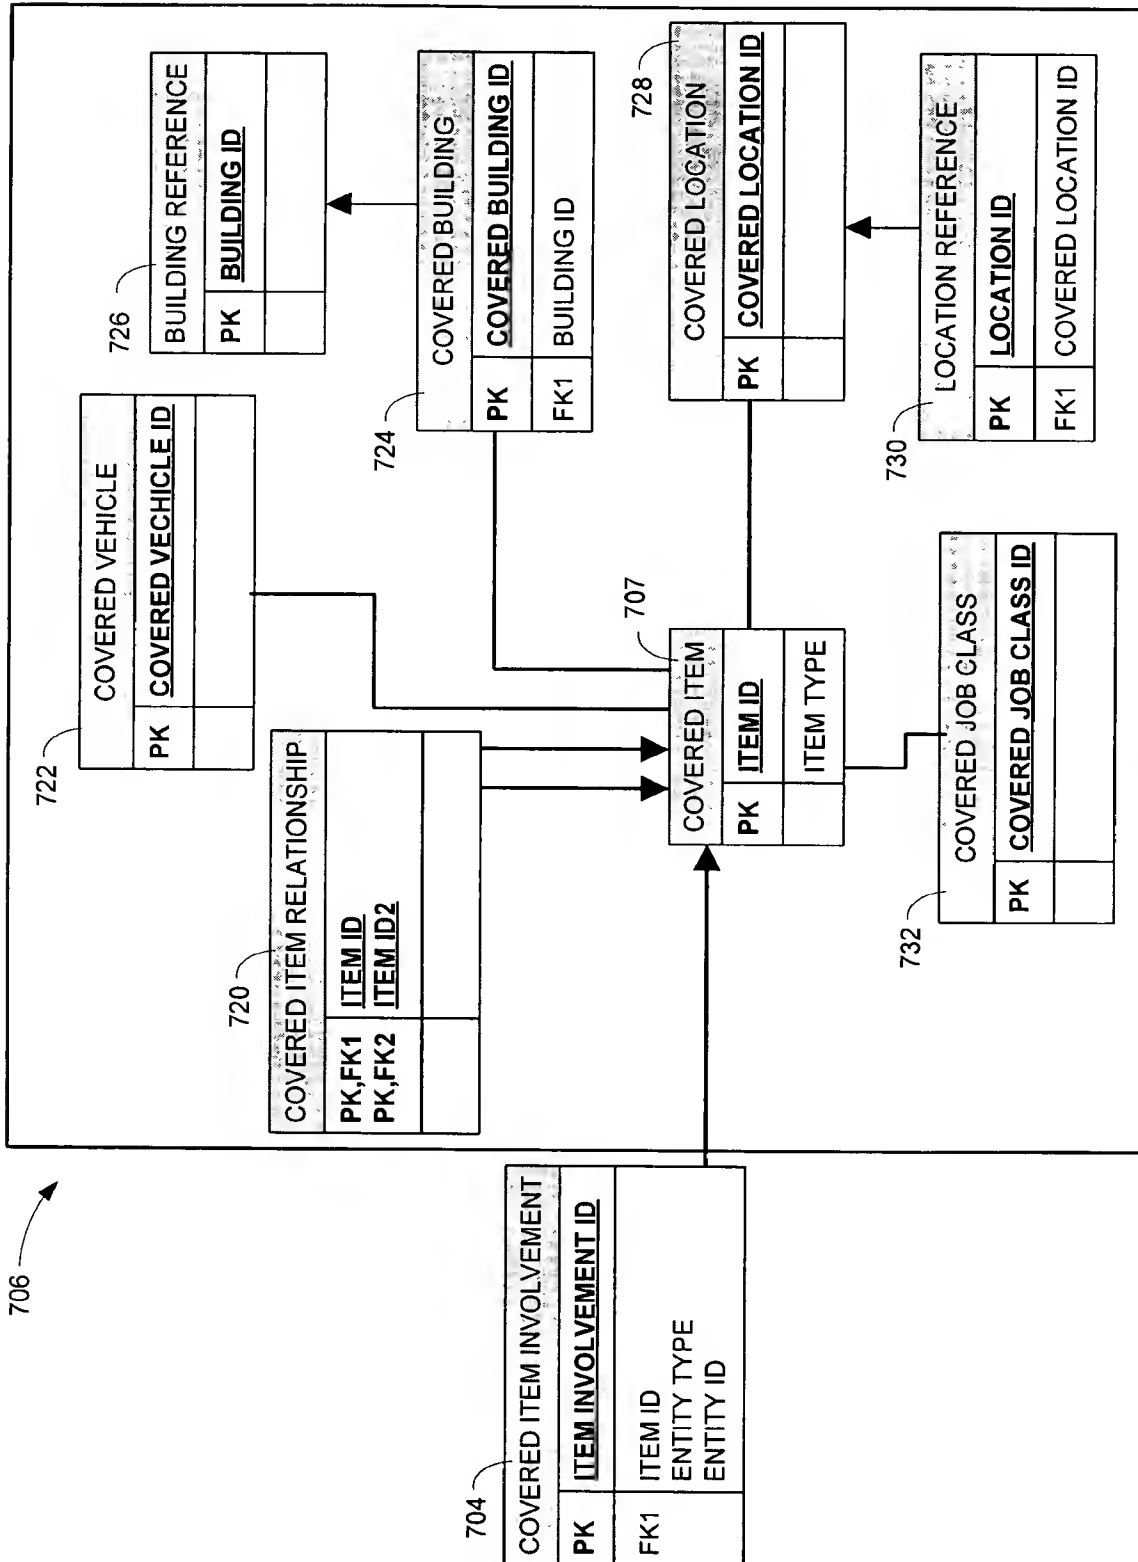 706
704
COVERED ITEM INVOLVEMENT
PK ITEM INVOLVEMENT ID
FK1 ITEM ID
ENTITY TYPE
ENTITY ID
720
COVERED ITEM RELATIONSHIP
PK,FK1 ITEM ID
PK,FK2 ITEM ID2
722
COVERED VEHICLE
PK COVERED VECHICLE ID
726
BUILDING REFERENCE
PK BUILDING ID
724
COVERED BUILDING
PK COVERED BUILDING ID
FK1 BUILDING ID
707
COVERED ITEM
PK ITEM ID
ITEM TYPE
728
COVERED LOCATION
PK COVERED LOCATION ID
732
COVERED JOB CLASS
PK COVERED JOB CLASS ID
730
LOCATION REFERENCE
PK LOCATION ID
FK1 COVERED LOCATION ID